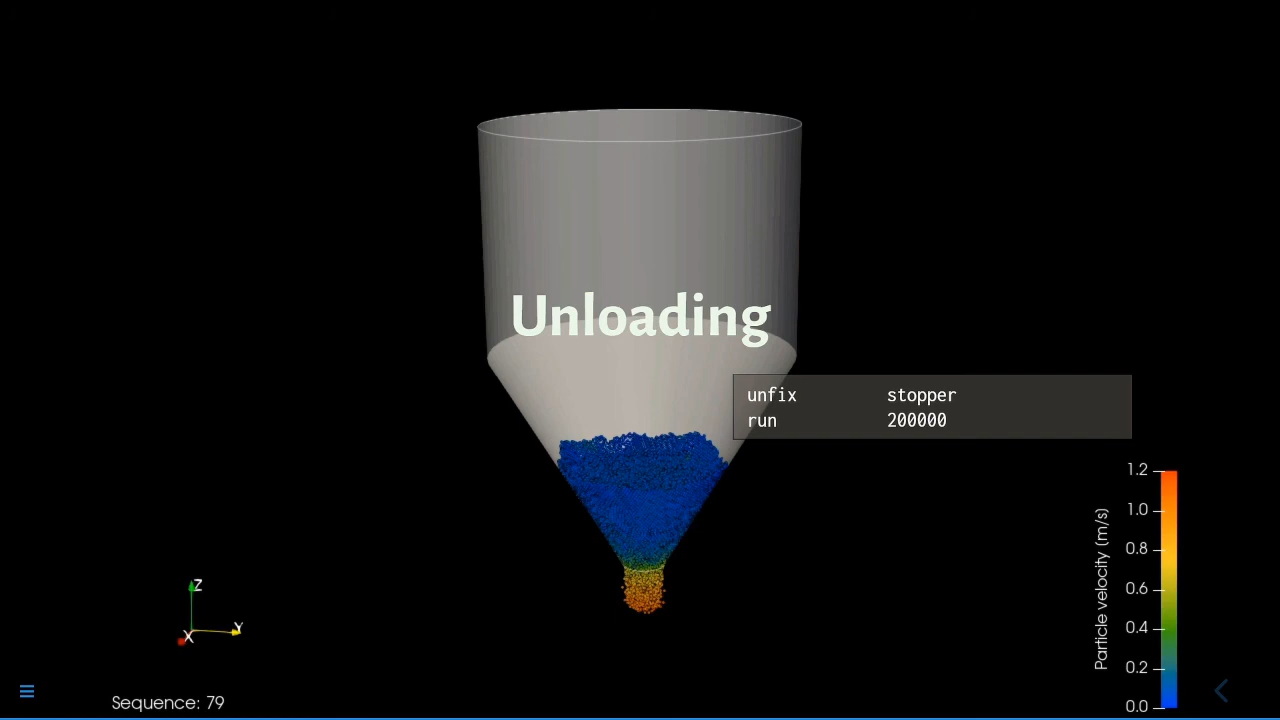 Unloading
unfix stopper
run 200000
1.2
1.0
0.8
0.6
0.4
0.2
0.0
Particle velocity (m/s)
Z
Y
X
Sequence: 79